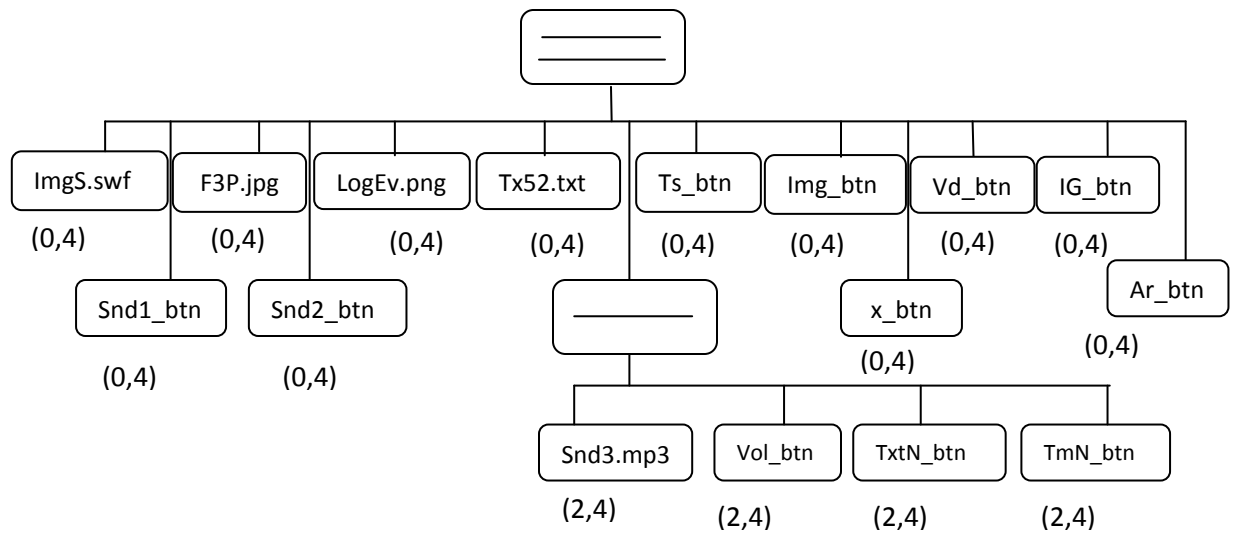 ImgS.swf
F3P.jpg
LogEv.png
Tx52.txt
Ts_btn
Img_btn
Vd_btn
IG_btn
(0,4)
(0,4)
(0,4)
(0,4)
(0,4)
(0,4)
(0,4)
(0,4)
Snd1_btn
Snd2_btn
x_btn
Ar_btn
(0,4)
(0,4)
(0,4)
(0,4)
Snd3.mp3
Vol_btn
TxtN_btn
TmN_btn
(2,4)
(2,4)
(2,4)
(2,4)